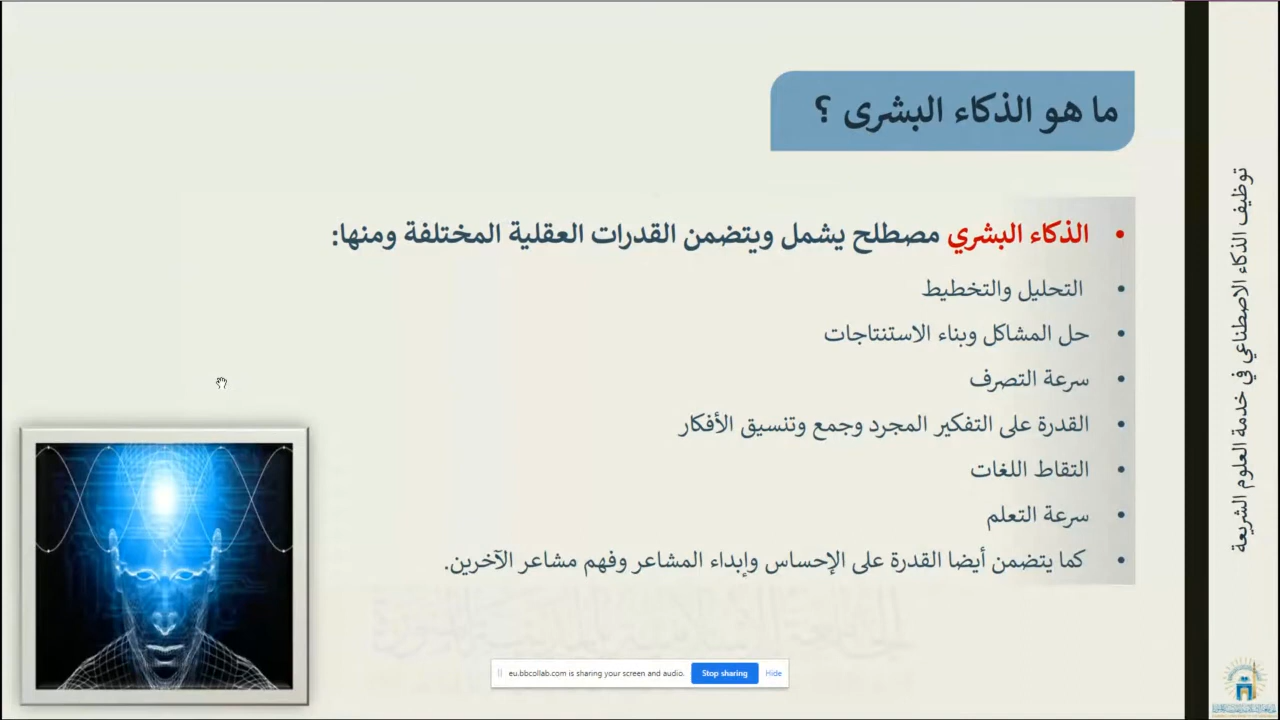 ما هو الذكاء البشرى ؟
• الذكاء البشري مصطلح يشمل ويتضمن القدرات العقلية المختلفة ومنها:
• التحليل والتخطيط
• حل المشاكل وبناء الاستنتاجات
• سرعة التصرف
• القدرة على التفكير المجرد وجمع وتنسيق الأفكار
• التقاط اللغات
• سرعة التعلم
• كما يتضمن أيضا القدرة على الإحساس وإبداء المشاعر وفهم مشاعر الآخرين.
توظيف الذكاء الاصطناعي في خدمة العلوم الشريعة
eu.bbcollab.com is sharing your screen and audio. Stop sharing Hide